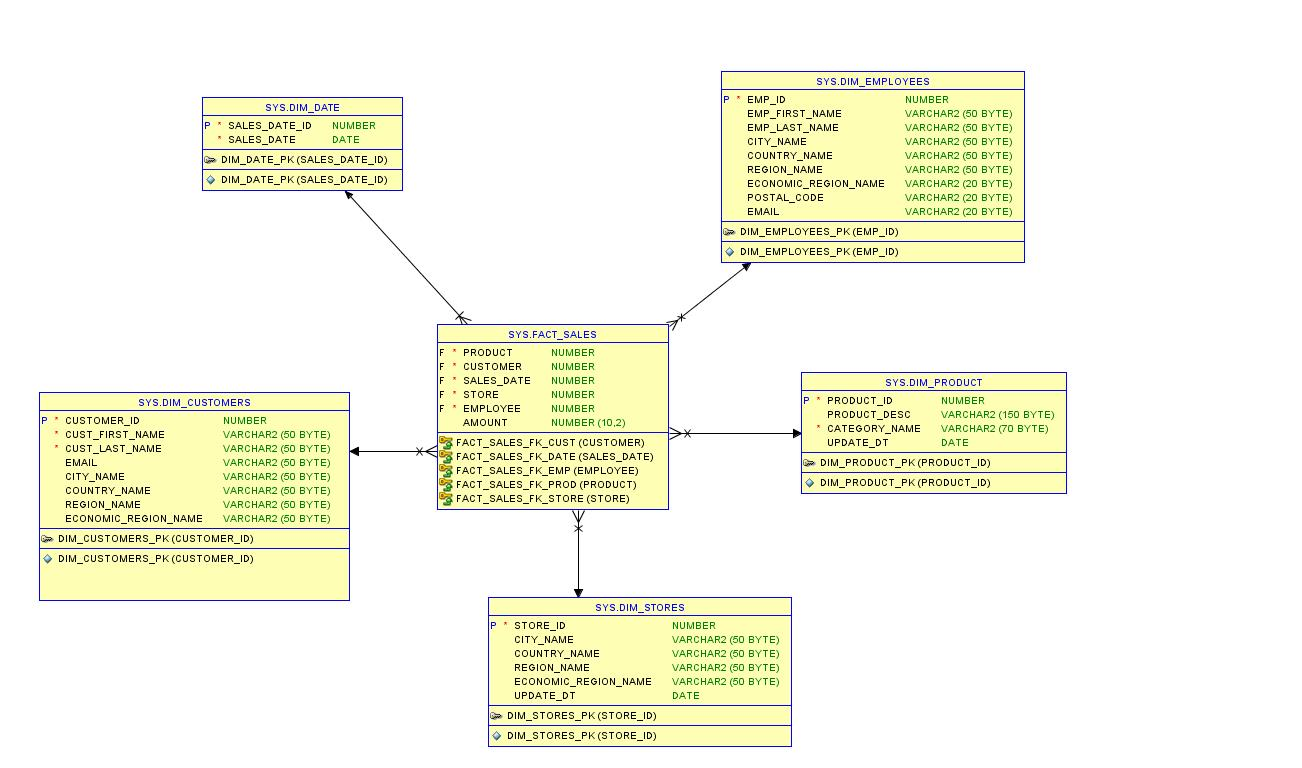 SYS.DIM_DATE
P * SALES_DATE_ID NUMBER
* SALES_DATE DATE
DIM_DATE_PK (SALES_DATE_ID)
DIM_DATE_PK (SALES_DATE_ID)
SYS.DIM_EMPLOYEES
P * EMP_ID NUMBER
EMP_FIRST_NAME VARCHAR2 (50 BYTE)
EMP_LAST_NAME VARCHAR2 (50 BYTE)
CITY_NAME VARCHAR2 (50 BYTE)
COUNTRY_NAME VARCHAR2 (50 BYTE)
REGION_NAME VARCHAR2 (50 BYTE)
ECONOMIC_REGION_NAME VARCHAR2 (20 BYTE)
POSTAL_CODE VARCHAR2 (20 BYTE)
EMAIL VARCHAR2 (20 BYTE)
DIM_EMPLOYEES_PK (EMP_ID)
DIM_EMPLOYEES_PK (EMP_ID)
SYS.FACT_SALES
F * PRODUCT NUMBER
F * CUSTOMER NUMBER
F * SALES_DATE NUMBER
F * STORE NUMBER
F * EMPLOYEE NUMBER
AMOUNT NUMBER (10,2)
FACT_SALES_FK_CUST (CUSTOMER)
FACT_SALES_FK_DATE (SALES_DATE)
FACT_SALES_FK_EMP (EMPLOYEE)
FACT_SALES_FK_PROD (PRODUCT)
FACT_SALES_FK_STORE (STORE)
SYS.DIM_PRODUCT
P * PRODUCT_ID NUMBER
PRODUCT_DESC VARCHAR2 (150 BYTE)
* CATEGORY_NAME VARCHAR2 (70 BYTE)
UPDATE_DT DATE
DIM_PRODUCT_PK (PRODUCT_ID)
DIM_PRODUCT_PK (PRODUCT_ID)
SYS.DIM_CUSTOMERS
P * CUSTOMER_ID NUMBER
* CUST_FIRST_NAME VARCHAR2 (50 BYTE)
* CUST_LAST_NAME VARCHAR2 (50 BYTE)
EMAIL VARCHAR2 (50 BYTE)
CITY_NAME VARCHAR2 (50 BYTE)
COUNTRY_NAME VARCHAR2 (50 BYTE)
REGION_NAME VARCHAR2 (50 BYTE)
ECONOMIC_REGION_NAME VARCHAR2 (50 BYTE)
DIM_CUSTOMERS_PK (CUSTOMER_ID)
DIM_CUSTOMERS_PK (CUSTOMER_ID)
SYS.DIM_STORES
P * STORE_ID NUMBER
CITY_NAME VARCHAR2 (50 BYTE)
COUNTRY_NAME VARCHAR2 (50 BYTE)
REGION_NAME VARCHAR2 (50 BYTE)
ECONOMIC_REGION_NAME VARCHAR2 (50 BYTE)
UPDATE_DT DATE
DIM_STORES_PK (STORE_ID)
DIM_STORES_PK (STORE_ID)